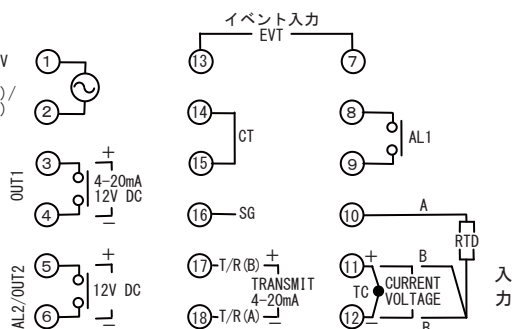 イベント入力
EVT
V
)/
)
1
2
13
7
14
15
CT
8
9
AL1
OUT1
3
4
+
4-20mA
12V DC
−
16
SG
10
A
RTD
AL2/OUT2
5
6
+
12V DC
−
17
T/R(B)
+
TRANSMIT
4-20mA
18
T/R(A)
−
11
+
B
TC
CURRENT
VOLTAGE
12
−
B
入
力